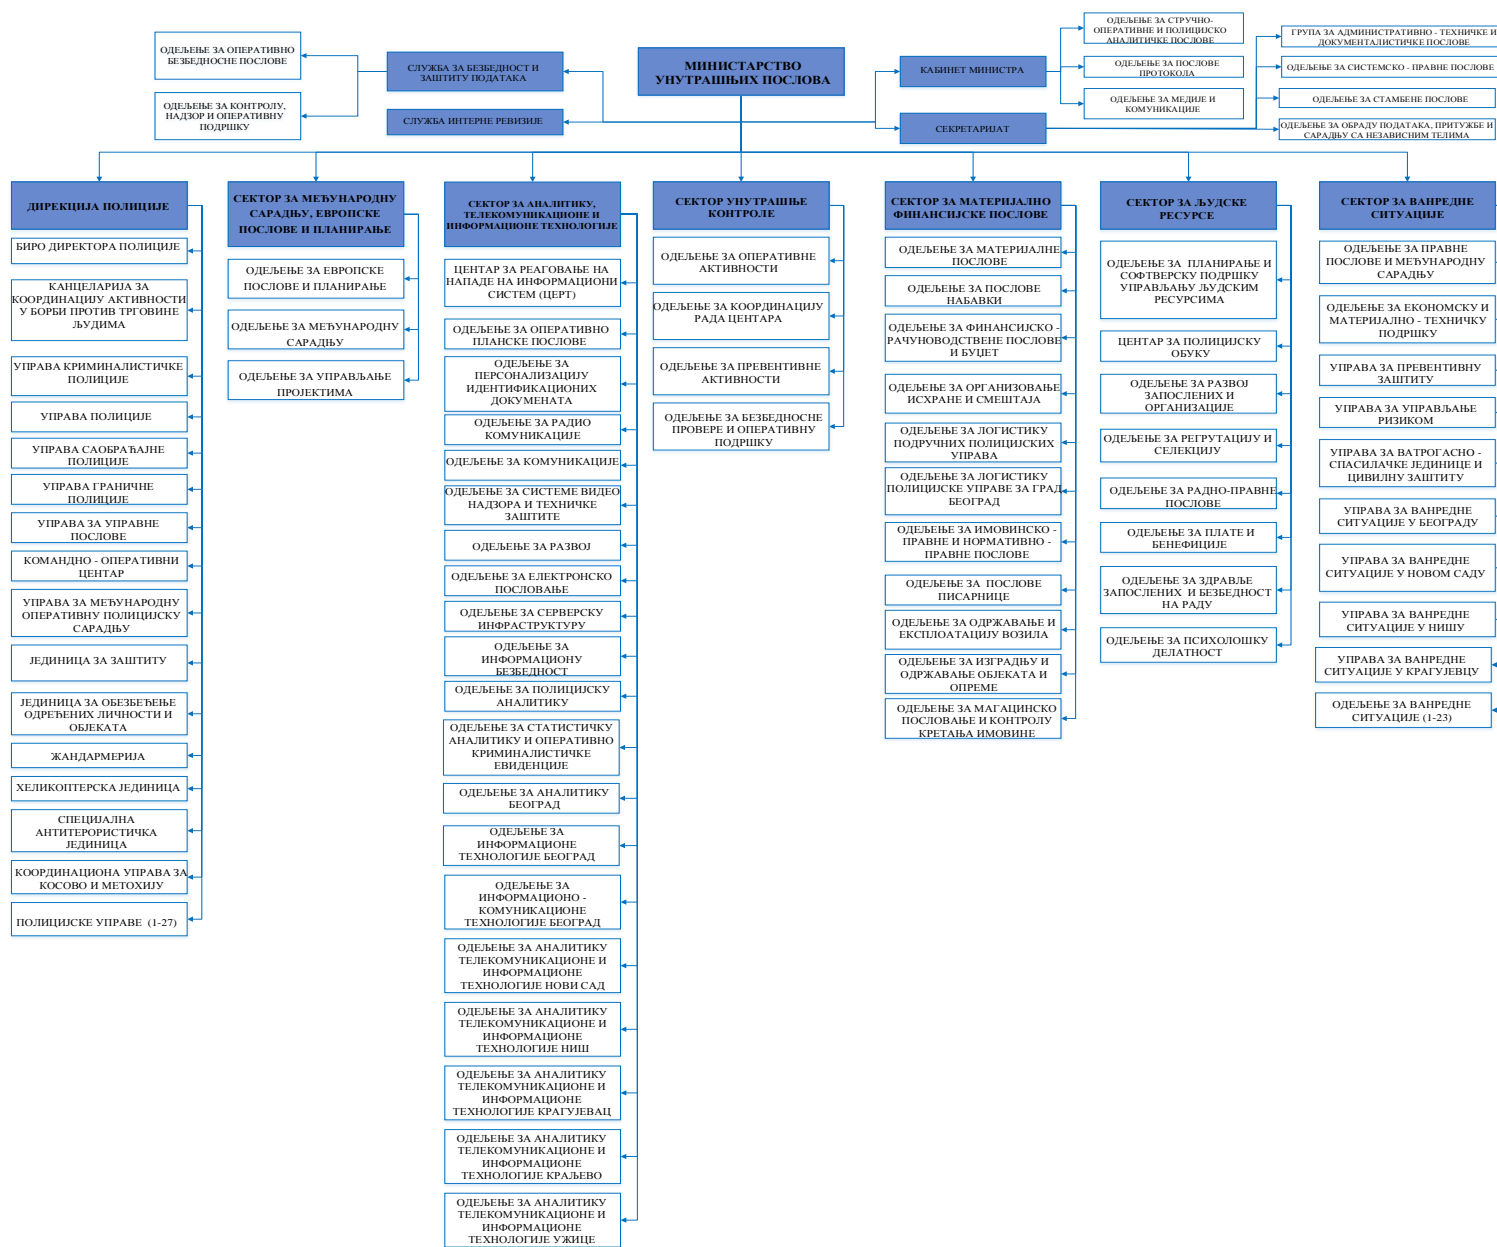 МИНИСТАРСТВО
УНУТРАШЊИХ ПОСЛОВА
ОДЕЉЕЊЕ ЗА ОПЕРАТИВНО
БЕЗБЕДНОСНЕ ПОСЛОВЕ
ОДЕЉЕЊЕ ЗА КОНТРОЛУ,
НАДЗОР И ОПЕРАТИВНУ
ПОДРШКУ
СЛУЖБА ЗА БЕЗБЕДНОСТ И
ЗАШТИТУ ПОДАТАКА
СЛУЖБА ИНТЕРНЕ РЕВИЗИЈЕ
КАБИНЕТ МИНИСТРА
СЕКРЕТАРИЈАТ
ОДЕЉЕЊЕ ЗА СТРУЧНО-
ОПЕРАТИВНЕ И ПОЛИЦИЈСКО
АНАЛИТИЧКЕ ПОСЛОВЕ
ОДЕЉЕЊЕ ЗА ПОСЛОВЕ
ПРОТОКОЛА
ОДЕЉЕЊЕ ЗА МЕДИЈЕ И
КОМУНИКАЦИЈЕ
ГРУПА ЗА АДМИНИСТРАТИВНО - ТЕХНИЧКЕ И
ДОКУМЕНТАЛИСТИЧКЕ ПОСЛОВЕ
ОДЕЉЕЊЕ ЗА СИСТЕМСКО - ПРАВНЕ ПОСЛОВЕ
ОДЕЉЕЊЕ ЗА СТАМБЕНЕ ПОСЛОВЕ
ОДЕЉЕЊЕ ЗА ОБРАДУ ПОДАТАКА, ПРИТУЖБЕ И
САРАДЊУ СА НЕЗАВИСНИМ ТЕЛИМА
ДИРЕКЦИЈА ПОЛИЦИЈЕ
БИРО ДИРЕКТОРА ПОЛИЦИЈЕ
КАНЦЕЛАРИЈА ЗА
КООРДИНАЦИЈУ АКТИВНОСТИ
У БОРБИ ПРОТИВ ТРГОВИНЕ
ЉУДИМА
УПРАВА КРИМИНАЛИСТИЧКЕ
ПОЛИЦИЈЕ
УПРАВА ПОЛИЦИЈЕ
УПРАВА САОБРАЋАЈНЕ
ПОЛИЦИЈЕ
УПРАВА ГРАНИЧНЕ
ПОЛИЦИЈЕ
УПРАВА ЗА УПРАВНЕ
ПОСЛОВЕ
КОМАНДНО - ОПЕРАТИВНИ
ЦЕНТАР
УПРАВА ЗА МЕЂУНАРОДНУ
ОПЕРАТИВНУ ПОЛИЦИЈСКУ
САРАДЊУ
ЈЕДИНИЦА ЗА ЗАШТИТУ
ЈЕДИНИЦА ЗА ОБЕЗБЕЂЕЊЕ
ОДРЕЂЕНИХ ЛИЧНОСТИ И
ОБЈЕКАТА
ЖАНДАРМЕРИЈА
ХЕЛИКОПТЕРСКА ЈЕДИНИЦА
СПЕЦИЈАЛНА
АНТИТЕРОРИСТИЧКА
ЈЕДИНИЦА
КООРДИНАЦИОНА УПРАВА ЗА
КОСОВО И МЕТОХИЈУ
ПОЛИЦИЈСКЕ УПРАВЕ (1-27)
СЕКТОР ЗА МЕЂУНАРОДНУ
САРАДЊУ, ЕВРОПСКЕ
ПОСЛОВЕ И ПЛАНИРАЊЕ
ОДЕЉЕЊЕ ЗА ЕВРОПСКЕ
ПОСЛОВЕ И ПЛАНИРАЊЕ
ОДЕЉЕЊЕ ЗА МЕЂУНАРОДНУ
САРАДЊУ
ОДЕЉЕЊЕ ЗА УПРАВЉАЊЕ
ПРОЈЕКТИМА
СЕКТОР ЗА АНАЛИТИКУ,
ТЕЛЕКОМУНИКАЦИОНЕ И
ИНФОРМАЦИОНЕ ТЕХНОЛОГИЈЕ
ЦЕНТАР ЗА РЕАГОВАЊЕ НА
НАПАДЕ НА ИНФОРМАЦИОНИ
СИСТЕМ (ЦЕРТ)
ОДЕЉЕЊЕ ЗА ОПЕРАТИВНО
ПЛАНСКЕ ПОСЛОВЕ
ОДЕЉЕЊЕ ЗА
ПЕРСОНАЛИЗАЦИЈУ
ИДЕНТИФИКАЦИОНИХ
ДОКУМЕНАТА
ОДЕЉЕЊЕ ЗА РАДИО
КОМУНИКАЦИЈЕ
ОДЕЉЕЊЕ ЗА КОМУНИКАЦИЈЕ
ОДЕЉЕЊЕ ЗА СИСТЕМЕ ВИДЕО
НАДЗОРА И ТЕХНИЧКЕ
ЗАШТИТЕ
ОДЕЉЕЊЕ ЗА РАЗВОЈ
ОДЕЉЕЊЕ ЗА ЕЛЕКТРОНСКО
ПОСЛОВАЊЕ
ОДЕЉЕЊЕ ЗА СЕРВЕРСКУ
ИНФРАСТРУКТУРУ
ОДЕЉЕЊЕ ЗА
ИНФОРМАЦИОНУ
БЕЗБЕДНОСТ
ОДЕЉЕЊЕ ЗА ПОЛИЦИЈСКУ
АНАЛИТИКУ
ОДЕЉЕЊЕ ЗА СТАТИСТИЧКУ
АНАЛИТИКУ И ОПЕРАТИВНО
КРИМИНАЛИСТИЧКЕ
ЕВИДЕНЦИЈЕ
ОДЕЉЕЊЕ ЗА АНАЛИТИКУ
БЕОГРАД
ОДЕЉЕЊЕ ЗА
ИНФОРМАЦИОНЕ
ТЕХНОЛОГИЈЕ БЕОГРАД
ОДЕЉЕЊЕ ЗА
ИНФОРМАЦИОНО -
КОМУНИКАЦИОНЕ
ТЕХНОЛОГИЈЕ БЕОГРАД
ОДЕЉЕЊЕ ЗА АНАЛИТИКУ
ТЕЛЕКОМУНИКАЦИОНЕ И
ИНФОРМАЦИОНЕ
ТЕХНОЛОГИЈЕ НОВИ САД
ОДЕЉЕЊЕ ЗА АНАЛИТИКУ
ТЕЛЕКОМУНИКАЦИОНЕ И
ИНФОРМАЦИОНЕ
ТЕХНОЛОГИЈЕ НИШ
ОДЕЉЕЊЕ ЗА АНАЛИТИКУ
ТЕЛЕКОМУНИКАЦИОНЕ И
ИНФОРМАЦИОНЕ
ТЕХНОЛОГИЈЕ КРАГУЈЕВАЦ
ОДЕЉЕЊЕ ЗА АНАЛИТИКУ
ТЕЛЕКОМУНИКАЦИОНЕ И
ИНФОРМАЦИОНЕ
ТЕХНОЛОГИЈЕ КРАЉЕВО
ОДЕЉЕЊЕ ЗА АНАЛИТИКУ
ТЕЛЕКОМУНИКАЦИОНЕ И
ИНФОРМАЦИОНЕ
ТЕХНОЛОГИЈЕ УЖИЦЕ
СЕКТОР УНУТРАШЊЕ
КОНТРОЛЕ
ОДЕЉЕЊЕ ЗА ОПЕРАТИВНЕ
АКТИВНОСТИ
ОДЕЉЕЊЕ ЗА КООРДИНАЦИЈУ
РАДА ЦЕНТАРА
ОДЕЉЕЊЕ ЗА ПРЕВЕНТИВНЕ
АКТИВНОСТИ
ОДЕЉЕЊЕ ЗА БЕЗБЕДНОСНЕ
ПРОВЕРЕ И ОПЕРАТИВНУ
ПОДРШКУ
СЕКТОР ЗА МАТЕРИЈАЛНО
ФИНАНСИЈСКЕ ПОСЛОВЕ
ОДЕЉЕЊЕ ЗА МАТЕРИЈАЛНЕ
ПОСЛОВЕ
ОДЕЉЕЊЕ ЗА ПОСЛОВЕ
НАБАВКИ
ОДЕЉЕЊЕ ЗА ФИНАНСИЈСКО -
РАЧУНОВОДСТВЕНЕ ПОСЛОВЕ
И БУЏЕТ
ОДЕЉЕЊЕ ЗА ОРГАНИЗОВАЊЕ
ИСХРАНЕ И СМЕШТАЈА
ОДЕЉЕЊЕ ЗА ЛОГИСТИКУ
ПОДРУЧНИХ ПОЛИЦИЈСКИХ
УПРАВА
ОДЕЉЕЊЕ ЗА ЛОГИСТИКУ
ПОЛИЦИЈСКЕ УПРАВЕ ЗА ГРАД
БЕОГРАД
ОДЕЉЕЊЕ ЗА ИМОВИНСКО -
ПРАВНЕ И НОРМАТИВНО -
ПРАВНЕ ПОСЛОВЕ
ОДЕЉЕЊЕ ЗА ПОСЛОВЕ
ПИСАРНИЦЕ
ОДЕЉЕЊЕ ЗА ОДРЖАВАЊЕ И
ЕКСПЛОАТАЦИЈУ ВОЗИЛА
ОДЕЉЕЊЕ ЗА ИЗГРАДЊУ И
ОДРЖАВАЊЕ ОБЈЕКАТА И
ОПРЕМЕ
ОДЕЉЕЊЕ ЗА МАГАЦИНСКО
ПОСЛОВАЊЕ И КОНТРОЛУ
КРЕТАЊА ИМОВИНЕ
СЕКТОР ЗА ЉУДСКЕ
РЕСУРСЕ
ОДЕЉЕЊЕ ЗА ПЛАНИРАЊЕ И
СОФТВЕРСКУ ПОДРШКУ
УПРАВЉАЊУ ЉУДСКИМ
РЕСУРСИМА
ЦЕНТАР ЗА ПОЛИЦИЈСКУ
ОБУКУ
ОДЕЉЕЊЕ ЗА РАЗВОЈ
ЗАПОСЛЕНИХ И
ОРГАНИЗАЦИЈЕ
ОДЕЉЕЊЕ ЗА РЕГРУТАЦИЈУ И
СЕЛЕКЦИЈУ
ОДЕЉЕЊЕ ЗА РАДНО-ПРАВНЕ
ПОСЛОВЕ
ОДЕЉЕЊЕ ЗА ПЛАТЕ И
БЕНЕФИЦИЈЕ
ОДЕЉЕЊЕ ЗА ЗДРАВЉЕ
ЗАПОСЛЕНИХ И БЕЗБЕДНОСТ
НА РАДУ
ОДЕЉЕЊЕ ЗА ПСИХОЛОШКУ
ДЕЛАТНОСТ
СЕКТОР ЗА ВАНРЕДНЕ
СИТУАЦИЈЕ
ОДЕЉЕЊЕ ЗА ПРАВНЕ
ПОСЛОВЕ И МЕЂУНАРОДНУ
САРАДЊУ
ОДЕЉЕЊЕ ЗА ЕКОНОМСКУ И
МАТЕРИЈАЛНО - ТЕХНИЧКУ
ПОДРШКУ
УПРАВА ЗА ПРЕВЕНТИВНУ
ЗАШТИТУ
УПРАВА ЗА УПРАВЉАЊЕ
РИЗИКОМ
УПРАВА ЗА ВАТРОГАСНО -
СПАСИЛАЧКЕ ЈЕДИНИЦЕ И
ЦИВИЛНУ ЗАШТИТУ
УПРАВА ЗА ВАНРЕДНЕ
СИТУАЦИЈЕ У БЕОГРАДУ
УПРАВА ЗА ВАНРЕДНЕ
СИТУАЦИЈЕ У НОВОМ САДУ
УПРАВА ЗА ВАНРЕДНЕ
СИТУАЦИЈЕ У НИШУ
УПРАВА ЗА ВАНРЕДНЕ
СИТУАЦИЈЕ У КРАГУЈЕВЦУ
ОДЕЉЕЊЕ ЗА ВАНРЕДНЕ
СИТУАЦИЈЕ (1-23)